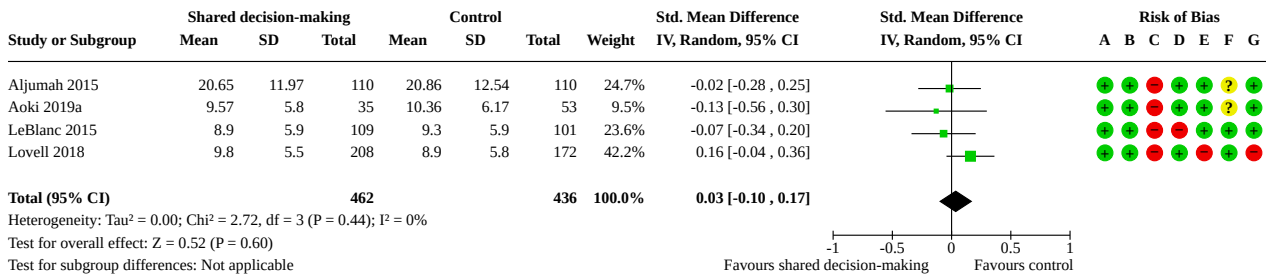 Shared decision-making Control Std. Mean Difference Std. Mean Difference Risk of Bias
Study or Subgroup Mean SD Total Mean SD Total Weight IV, Random, 95% CI IV, Random, 95% CI A B C D E F G
Aljumah 2015 20.65 11.97 110 20.86 12.54 110 24.7% -0.02 [-0.28 , 0.25] + + − + + ? +
Aoki 2019a 9.57 5.8 35 10.36 6.17 53 9.5% -0.13 [-0.56 , 0.30] + + − + + ? +
LeBlanc 2015 8.9 5.9 109 9.3 5.9 101 23.6% -0.07 [-0.34 , 0.20] + + − − + + +
Lovell 2018 9.8 5.5 208 8.9 5.8 172 42.2% 0.16 [-0.04 , 0.36] + + − + − + −
Total (95% CI) 462 436 100.0% 0.03 [-0.10 , 0.17]
Heterogeneity: Tau² = 0.00; Chi² = 2.72, df = 3 (P = 0.44); I² = 0%
Test for overall effect: Z = 0.52 (P = 0.60) -1 -0.5 0 0.5 1
Test for subgroup differences: Not applicable Favours shared decision-making Favours control